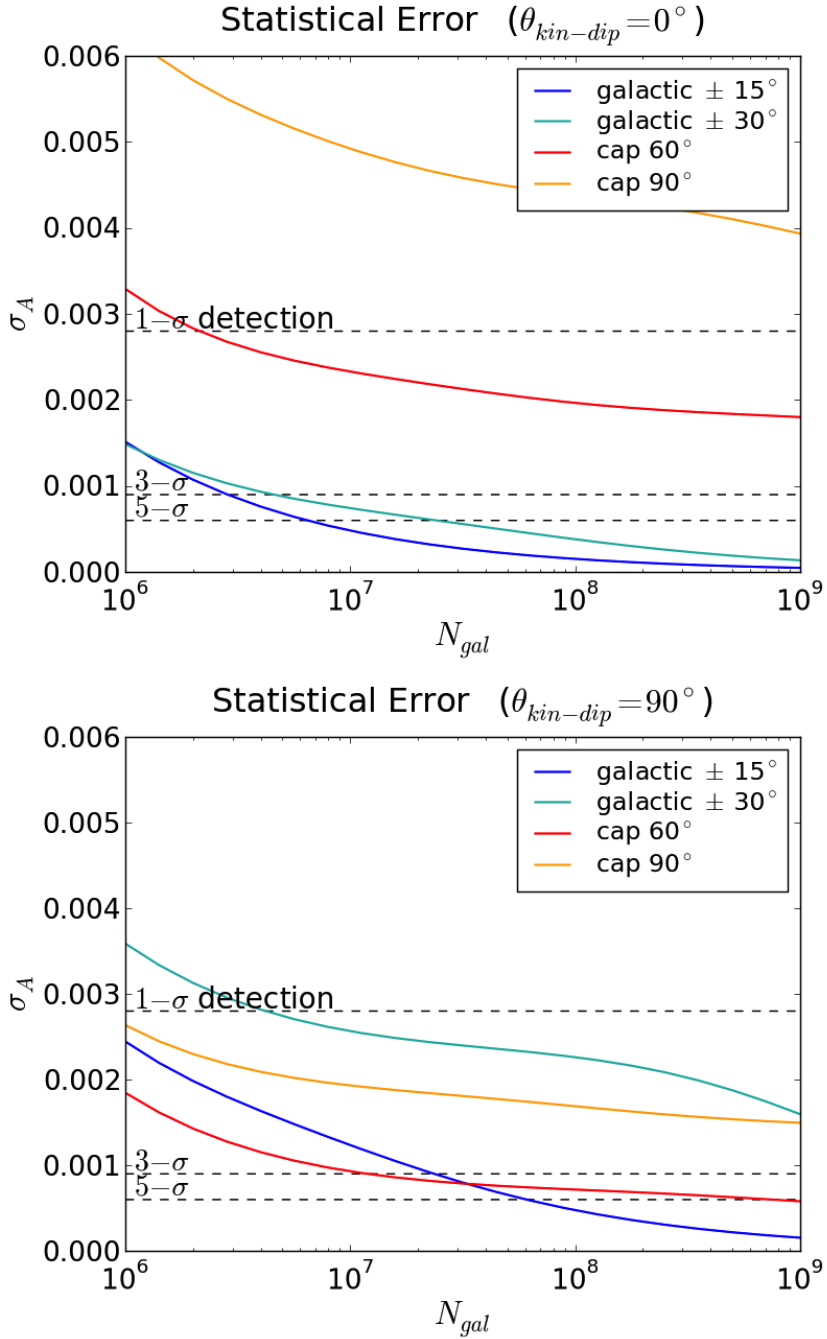 Statistical Error (θkin−dip=0°)
0.006
0.005
0.004
0.003
0.002
0.001
0.000
σA
galactic ± 15°
galactic ± 30°
cap 60°
cap 90°
1−σ detection
3−σ
5−σ
10^6
10^7
10^8
10^9
Ngal
Statistical Error (θkin−dip=90°)
0.006
0.005
0.004
0.003
0.002
0.001
0.000
σA
galactic ± 15°
galactic ± 30°
cap 60°
cap 90°
1−σ detection
3−σ
5−σ
10^6
10^7
10^8
10^9
Ngal